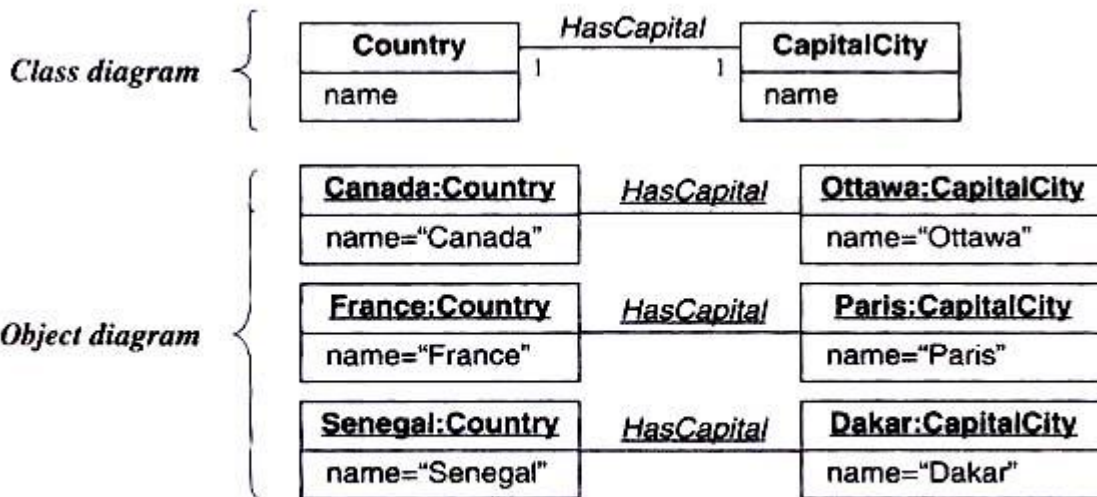 HasCapital
Country CapitalCity
Class diagram
1 1
name name
Canada:Country HasCapital Ottawa:CapitalCity
name="Canada" name="Ottawa"
France:Country HasCapital Paris:CapitalCity
Object diagram
name="France" name="Paris"
Senegal:Country HasCapital Dakar:CapitalCity
name="Senegal" name="Dakar"